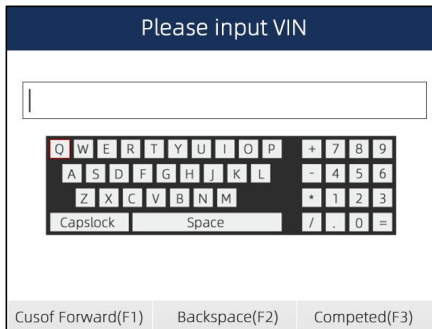 Please input VIN
Q W E R T Y U I O P + 7 8 9
A S D F G H J K L - 4 5 6
Z X C V B N M * 1 2 3
Capslock Space / . 0 =
Cusof Forward(F1) Backspace(F2) Competed(F3)